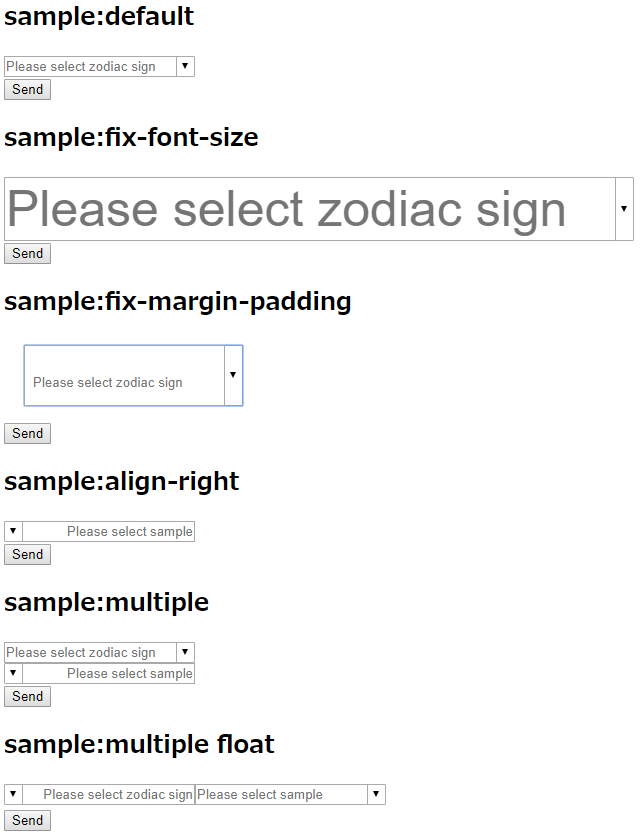 sample:default
Please select zodiac sign ▼
Send
sample:fix-font-size
Please select zodiac sign ▼
Send
sample:fix-margin-padding
Please select zodiac sign ▼
Send
sample:align-right
▼ Please select sample
Send
sample:multiple
Please select zodiac sign ▼
▼ Please select sample
Send
sample:multiple float
▼ Please select zodiac sign Please select sample ▼
Send